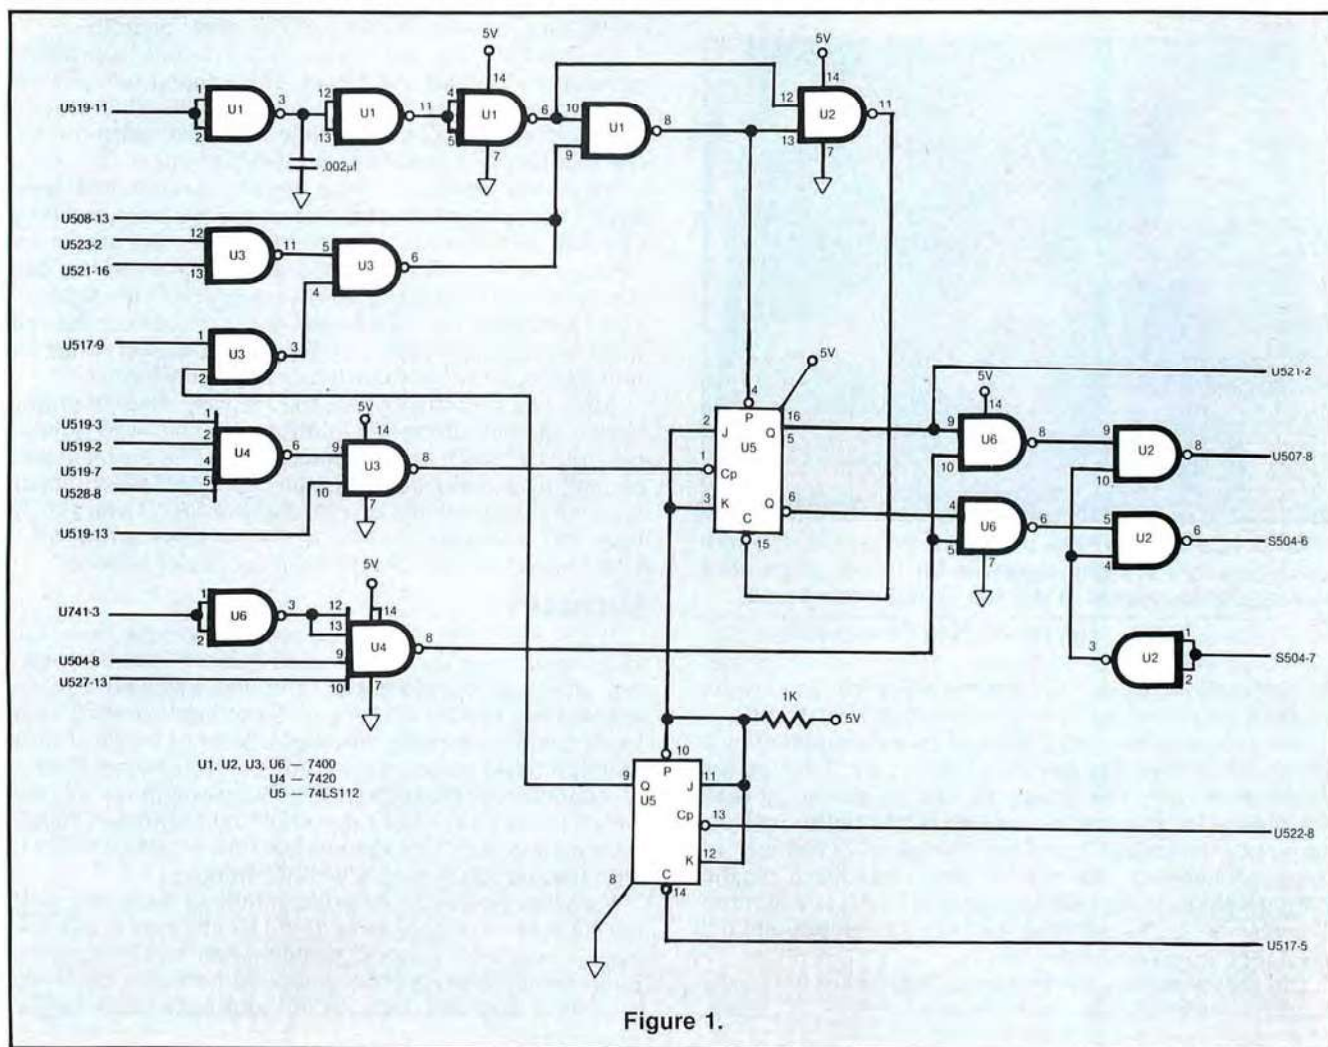 5V
5V
14
14
U519-11
1
2
U1
3
12
13
U1
11
4
5
U1
6
10
9
U1
8
12
13
U2
11
7
7
.002µf
U508-13
U523-2
U521-16
12
13
U3
11
5
4
U3
6
U517-9
1
2
U3
3
5V
4
P
2
J
U5
Q
16
5
1
Cp
3
K
Q
6
C
15
U521-2
5V
14
9
10
U6
8
9
10
U2
8
U507-8
4
5
U6
6
7
5
4
U2
6
S504-6
3
U2
1
2
S504-7
U519-3
U519-2
U519-7
U528-8
1
2
4
5
U4
6
5V
14
9
10
U3
8
7
U519-13
5V
14
U741-3
1
2
U6
3
12
13
9
10
U4
8
7
U504-8
U527-13
1K
5V
U1, U2, U3, U6 — 7400
U4 — 7420
U5 — 74LS112
10
P
9
Q
U5
J
11
Cp
13
K
12
C
8
14
U522-8
U517-5
Figure 1.